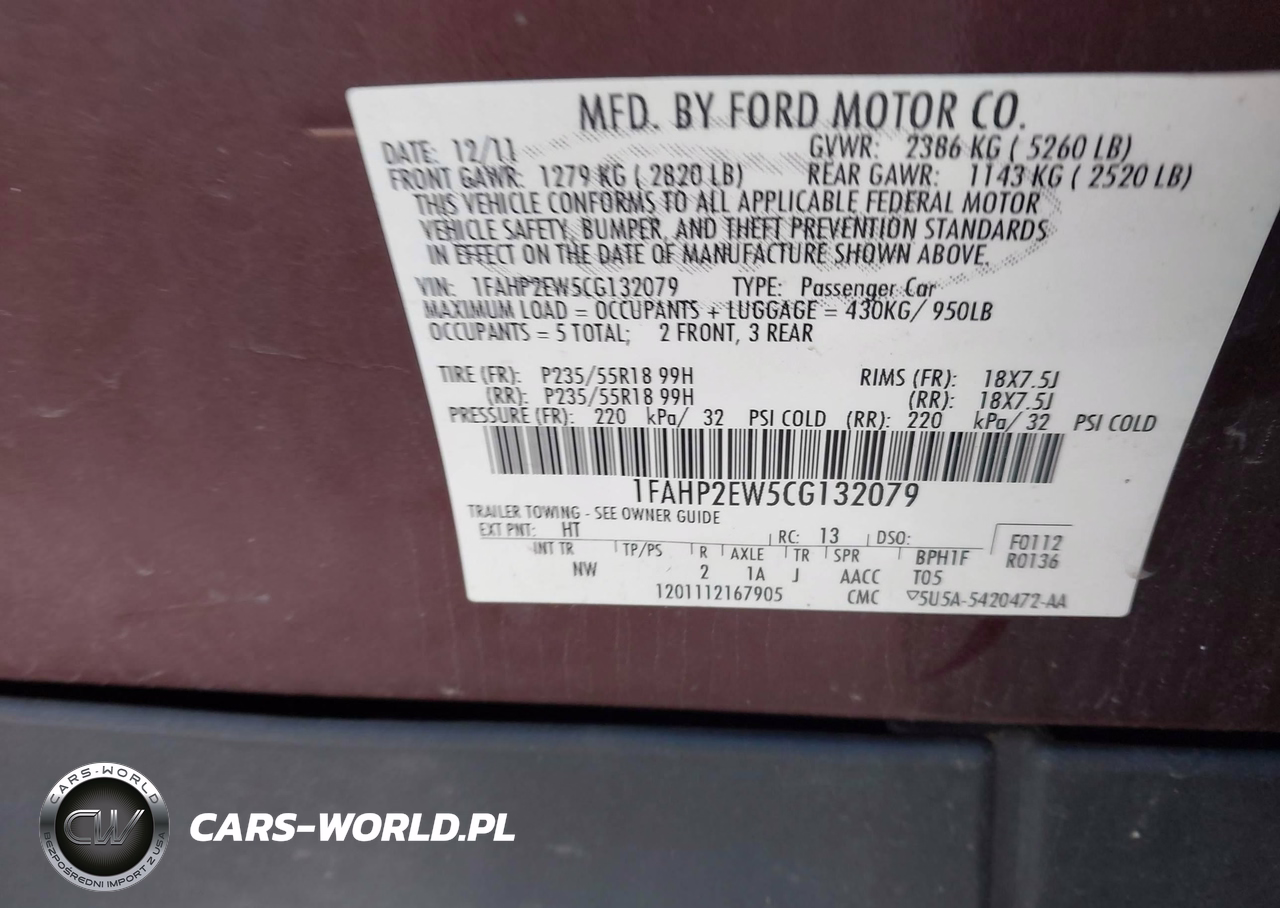 MFD. BY FORD MOTOR CO.
DATE: 12/11 GVWR: 2386 KG ( 5260 LB)
FRONT GAWR: 1279 KG ( 2820 LB) REAR GAWR: 1143 KG ( 2520 LB)
THIS VEHICLE CONFORMS TO ALL APPLICABLE FEDERAL MOTOR
VEHICLE SAFETY, BUMPER, AND THEFT PREVENTION STANDARDS
IN EFFECT ON THE DATE OF MANUFACTURE SHOWN ABOVE.
VIN: 1FAHP2EW5CG132079 TYPE: Passenger Car
MAXIMUM LOAD = OCCUPANTS + LUGGAGE = 430KG/ 950LB
OCCUPANTS = 5 TOTAL; 2 FRONT, 3 REAR
TIRE (FR): P235/55R18 99H RIMS (FR): 18X7.5J
(RR): P235/55R18 99H (RR): 18X7.5J
PRESSURE (FR): 220 kPa/ 32 PSI COLD (RR): 220 kPa/ 32 PSI COLD
1FAHP2EW5CG132079
TRAILER TOWING - SEE OWNER GUIDE
EXT PNT: HT RC: 13 DSO: F0112
INT TR TP/PS R AXLE TR SPR BPH1F R0136
NW 2 1A J AACC T05
1201112167905 CMC ▽5U5A-5420472-AA
CARS-WORLD
CW
BEZPOŚREDNI IMPORT Z USA
CARS-WORLD.PL